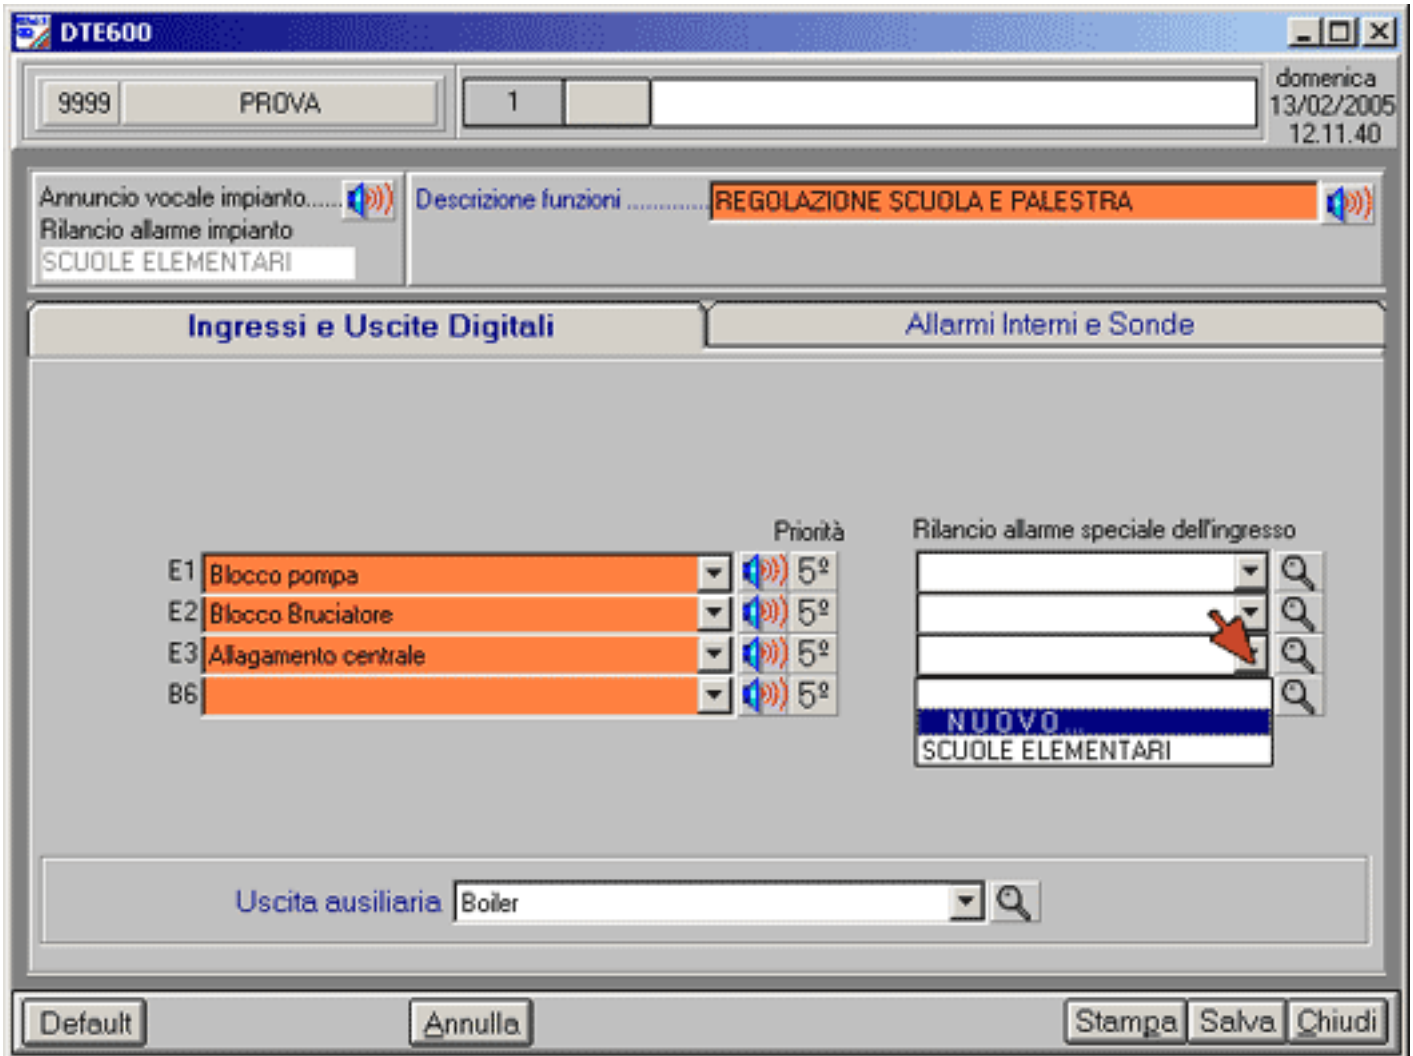 DTE600
9999 PROVA 1
domenica
13/02/2005
12.11.40
Annuncio vocale impianto......
Rilancio allarme impianto
SCUOLE ELEMENTARI
Descrizione funzioni ............. REGOLAZIONE SCUOLA E PALESTRA
Ingressi e Uscite Digitali
Allarmi Interni e Sonde
Priorità Rilancio allarme speciale dell'ingresso
E1 Blocco pompa 5º
E2 Blocco Bruciatore 5º
E3 Allagamento centrale 5º
B6 5º
N U O V O...
SCUOLE ELEMENTARI
Uscita ausiliaria Boiler
Default Annulla Stampa Salva Chiudi